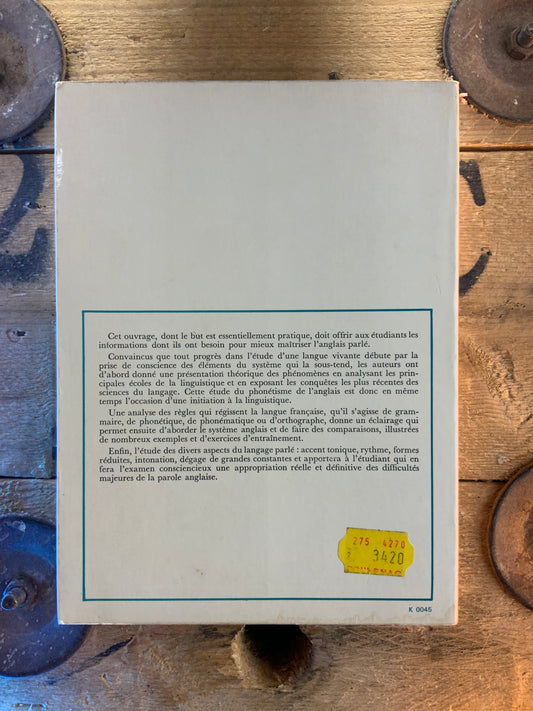 Cet ouvrage, dont le but est essentiellement pratique, doit offrir aux étudiants les
informations dont ils ont besoin pour mieux maîtriser l'anglais parlé.
Convaincus que tout progrès dans l'étude d'une langue vivante débute par la
prise de conscience des éléments du système qui la sous-tend, les auteurs ont
d'abord donné une présentation théorique des phénomènes en analysant les prin-
cipales écoles de la linguistique et en exposant les conquêtes les plus récentes des
sciences du langage. Cette étude du phonétisme de l'anglais est donc en même
temps l'occasion d'une initiation à la linguistique.
Une analyse des règles qui régissent la langue française, qu'il s'agisse de gram-
maire, de phonétique, de phonématique ou d'orthographe, donne un éclairage qui
permet ensuite d'aborder le système anglais et de faire des comparaisons, illustrées
de nombreux exemples et d'exercices d'entraînement.
Enfin, l'étude des divers aspects du langage parlé : accent tonique, rythme, formes
réduites, intonation, dégage de grandes constantes et apportera à l'étudiant qui en
fera l'examen consciencieux une appropriation réelle et définitive des difficultés
majeures de la parole anglaise.
275 4270
3420
K 0045